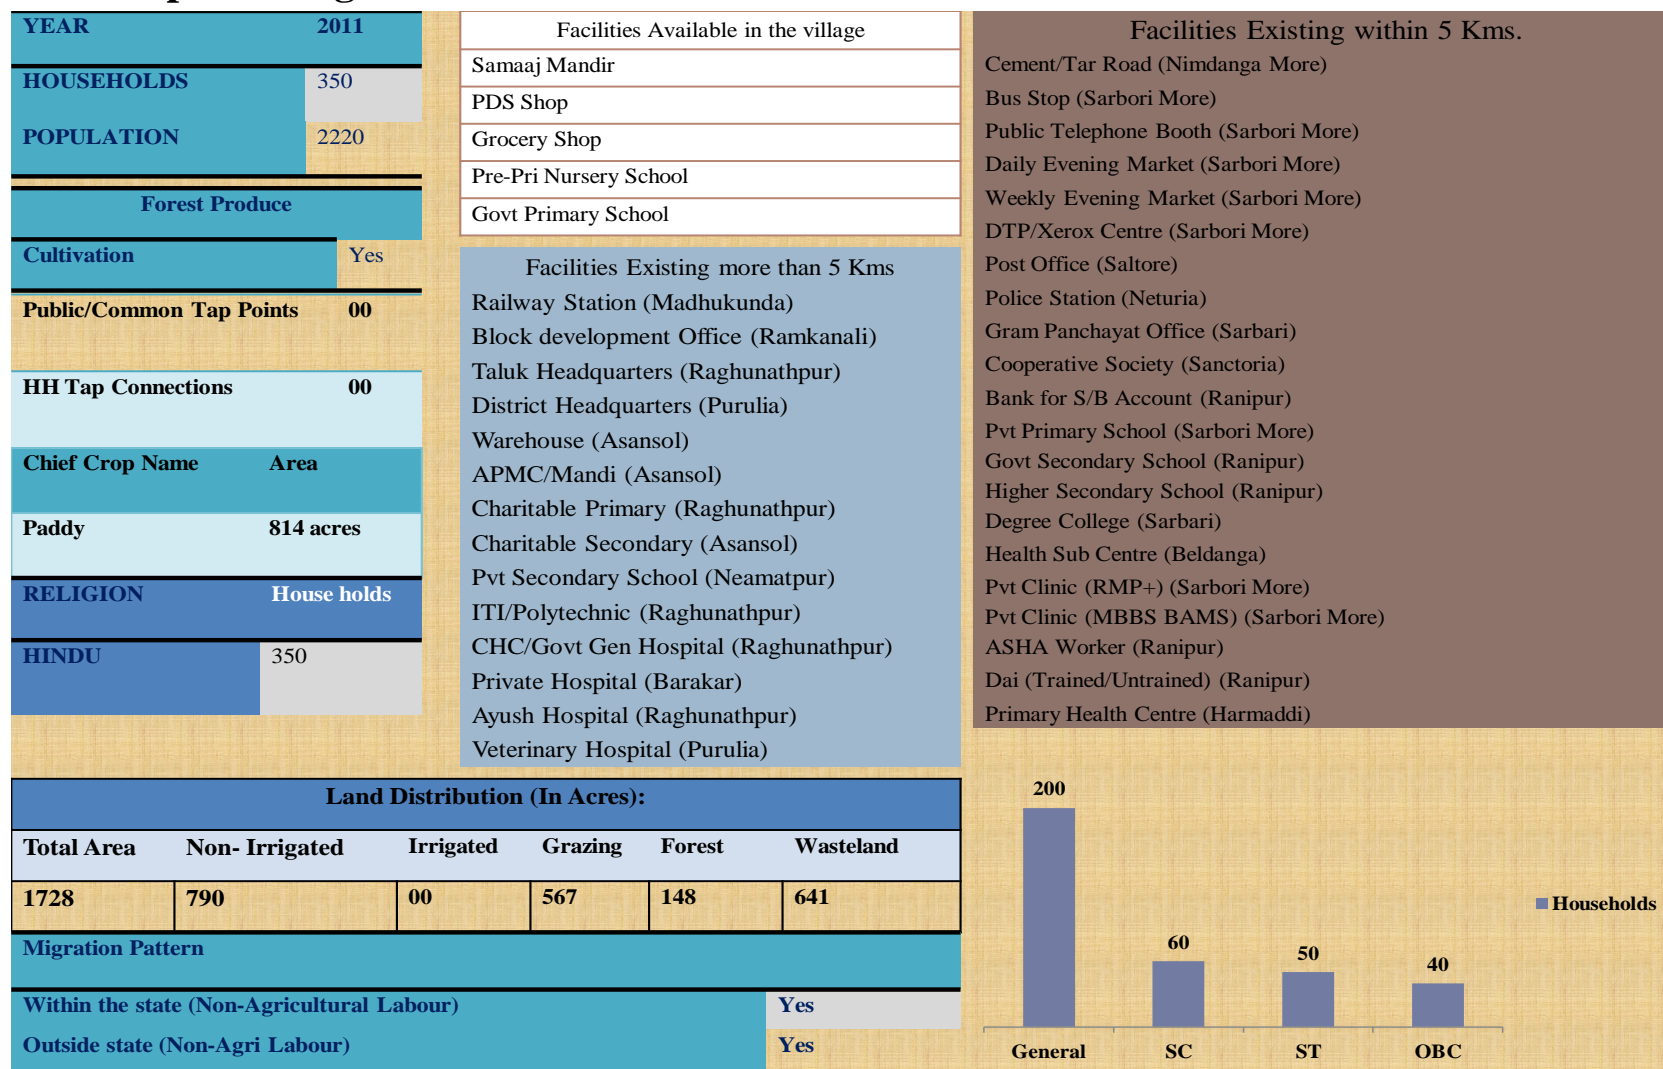 YEAR 2011
HOUSEHOLDS 350
POPULATION 2220
Forest Produce
Cultivation Yes
Public/Common Tap Points 00
HH Tap Connections 00
Chief Crop Name Area
Paddy 814 acres
RELIGION House holds
HINDU 350
Facilities Available in the village
Samaaj Mandir
PDS Shop
Grocery Shop
Pre-Pri Nursery School
Govt Primary School
Facilities Existing more than 5 Kms
Railway Station (Madhukunda)
Block development Office (Ramkanali)
Taluk Headquarters (Raghunathpur)
District Headquarters (Purulia)
Warehouse (Asansol)
APMC/Mandi (Asansol)
Charitable Primary (Raghunathpur)
Charitable Secondary (Asansol)
Pvt Secondary School (Neamatpur)
ITI/Polytechnic (Raghunathpur)
CHC/Govt Gen Hospital (Raghunathpur)
Private Hospital (Barakar)
Ayush Hospital (Raghunathpur)
Veterinary Hospital (Purulia)
Facilities Existing within 5 Kms.
Cement/Tar Road (Nimdanga More)
Bus Stop (Sarbori More)
Public Telephone Booth (Sarbori More)
Daily Evening Market (Sarbori More)
Weekly Evening Market (Sarbori More)
DTP/Xerox Centre (Sarbori More)
Post Office (Saltore)
Police Station (Neturia)
Gram Panchayat Office (Sarbari)
Cooperative Society (Sanctoria)
Bank for S/B Account (Ranipur)
Pvt Primary School (Sarbori More)
Govt Secondary School (Ranipur)
Higher Secondary School (Ranipur)
Degree College (Sarbari)
Health Sub Centre (Beldanga)
Pvt Clinic (RMP+) (Sarbori More)
Pvt Clinic (MBBS BAMS) (Sarbori More)
ASHA Worker (Ranipur)
Dai (Trained/Untrained) (Ranipur)
Primary Health Centre (Harmaddi)
Land Distribution (In Acres):
Total Area Non- Irrigated Irrigated Grazing Forest Wasteland
1728 790 00 567 148 641
Migration Pattern
Within the state (Non-Agricultural Labour) Yes
Outside state (Non-Agri Labour) Yes
200
60
50
40
General SC ST OBC
Households